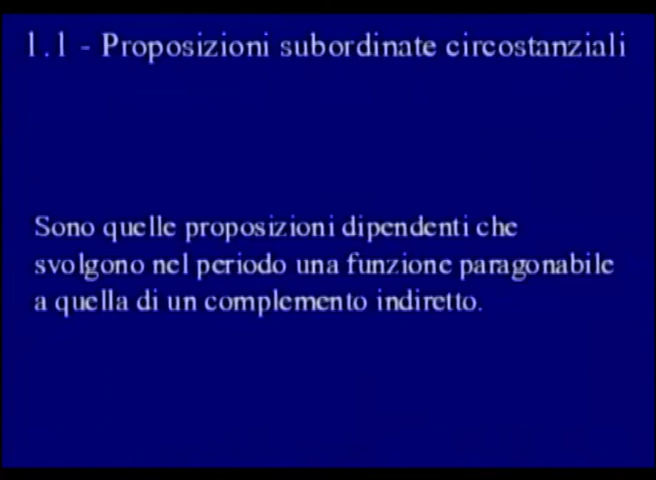 1.1 - Proposizioni subordinate circostanziali
Sono quelle proposizioni dipendenti che
svolgono nel periodo una funzione paragonabile
a quella di un complemento indiretto.